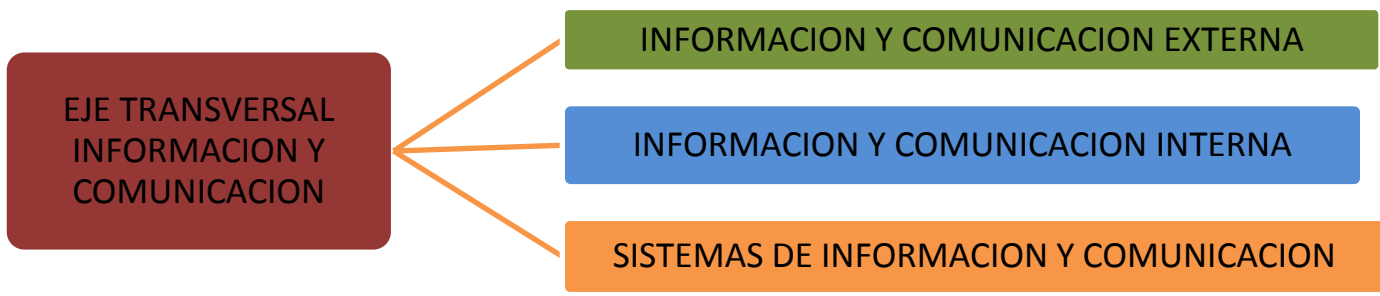 EJE TRANSVERSAL
INFORMACION Y
COMUNICACION
INFORMACION Y COMUNICACION EXTERNA
INFORMACION Y COMUNICACION INTERNA
SISTEMAS DE INFORMACION Y COMUNICACION